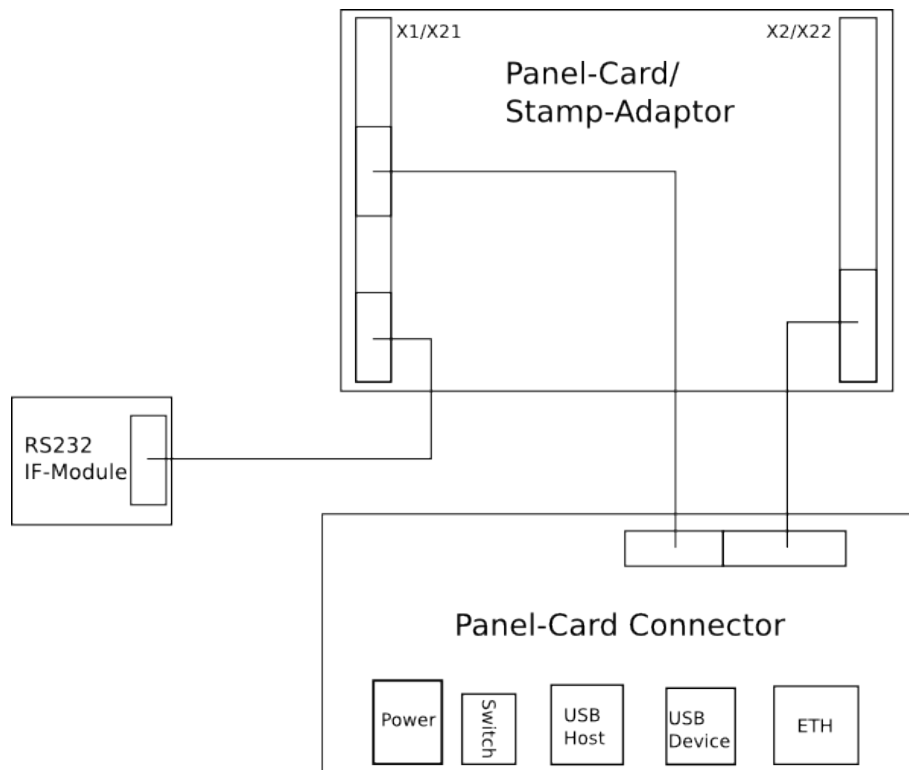 X1/X21
X2/X22
Panel-Card/
Stamp-Adaptor
RS232
IF-Module
Panel-Card Connector
Power
Switch
USB
Host
USB
Device
ETH